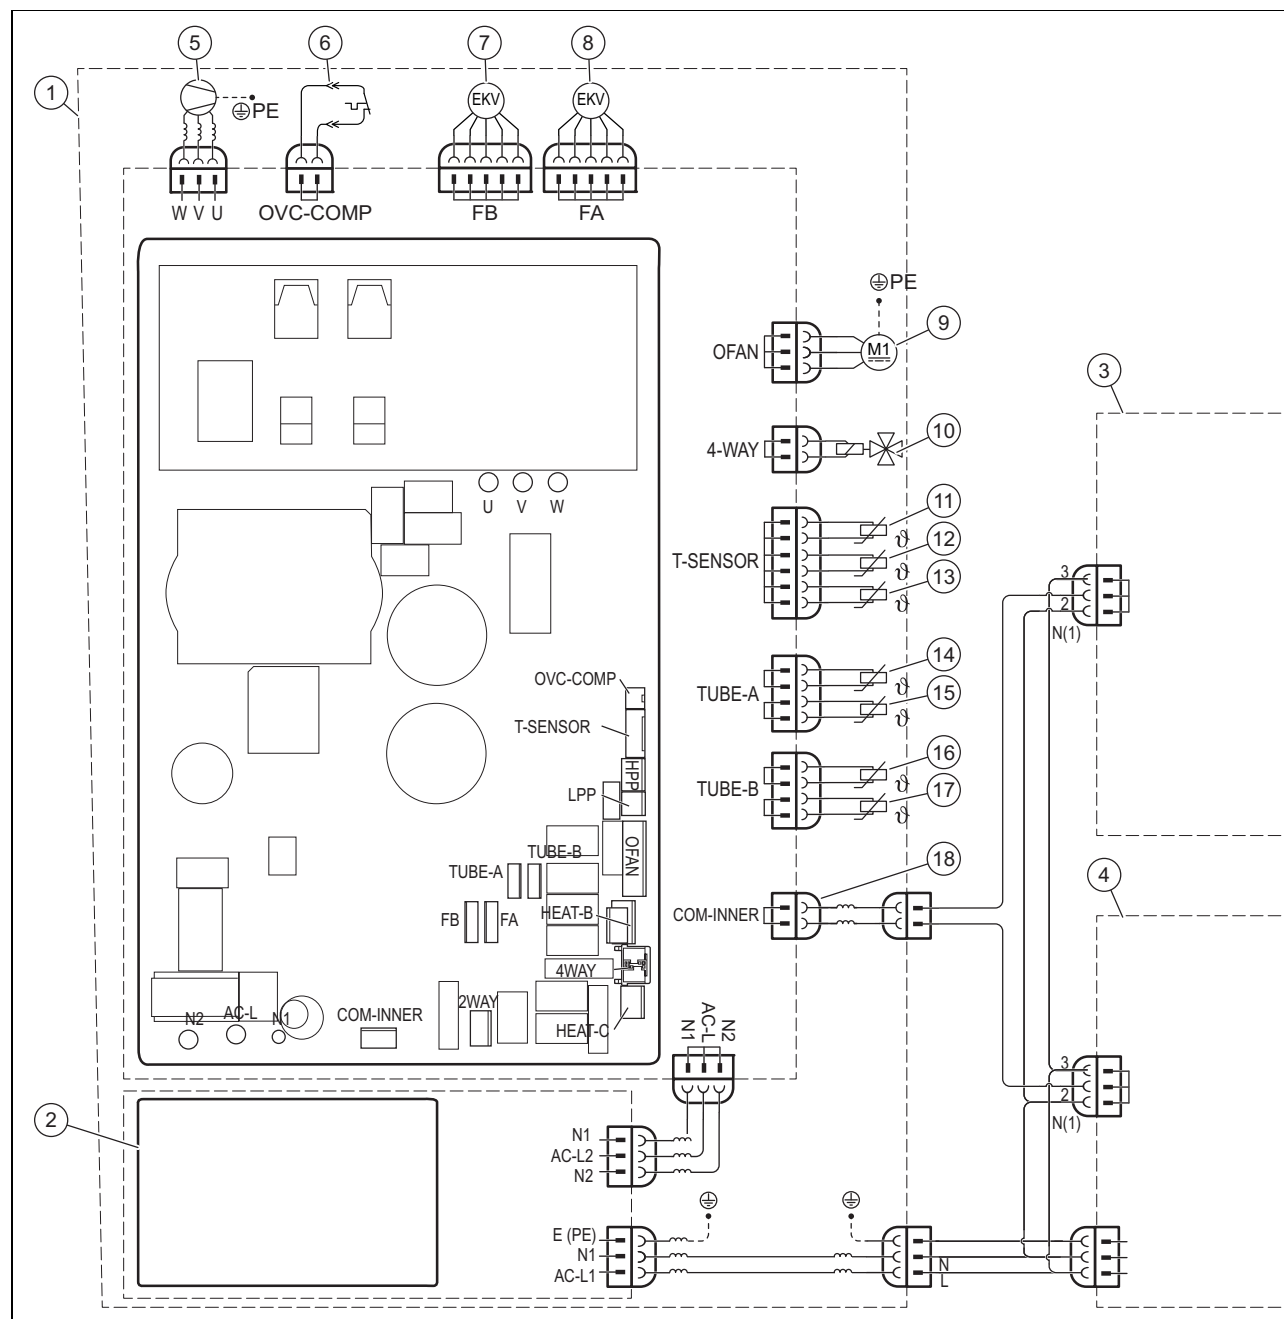 5
6
7
8
1
EKV
EKV
PE
W V U
OVC-COMP
FB
FA
PE
9
OFAN
M1
3
10
4-WAY
U
V
W
11
ϑ
12
T-SENSOR
ϑ
13
ϑ
3
2
N(1)
14
OVC-COMP
TUBE-A
ϑ
15
ϑ
T-SENSOR
16
HPP
LPP
TUBE-B
ϑ
17
ϑ
OFAN
TUBE-B
TUBE-A
18
4
FB
FA
HEAT-B
COM-INNER
4WAY
2WAY
N2
AC-L
N1
COM-INNER
HEAT-C
N1
AC-L
N2
3
2
N(1)
2
N1
AC-L2
N2
E (PE)
N1
AC-L1
N
L